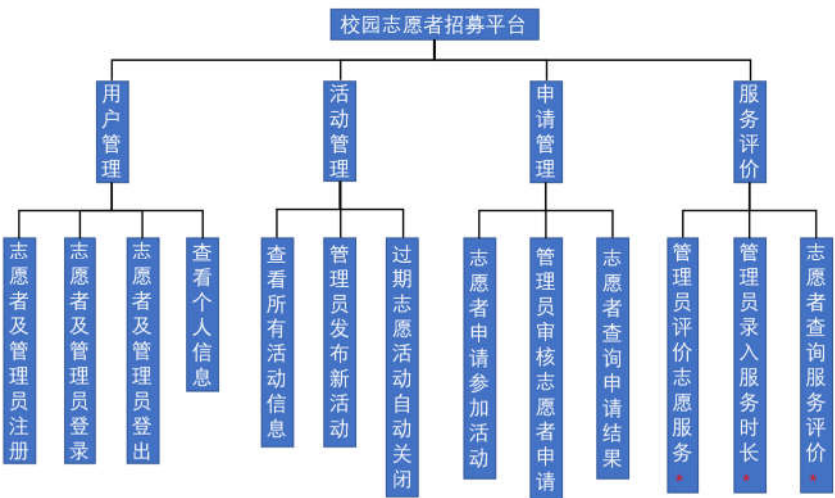 校园志愿者招募平台
用户管理
活动管理
申请管理
服务评价
志愿者及管理员注册
志愿者及管理员登录
志愿者及管理员登出
查看个人信息
查看所有活动信息
管理员发布新活动
过期志愿活动自动关闭
志愿者申请参加活动
管理员审核志愿者申请
志愿者查询申请结果
管理员评价志愿服务*
管理员录入服务时长*
志愿者查询服务评价*